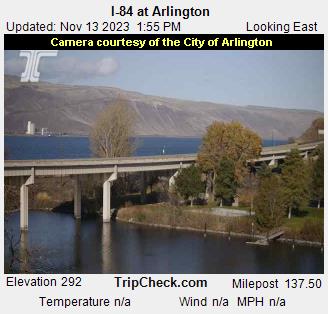 I-84 at Arlington
Updated: Nov 13 2023 1:55 PM Looking East
Camera courtesy of the City of Arlington
Elevation 292 TripCheck.com Milepost 137.50
Temperature n/a Wind n/a MPH n/a